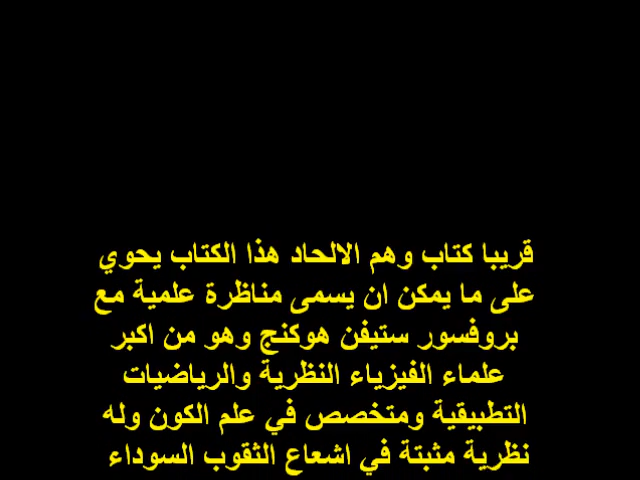 قريبا كتاب وهم الالحاد هذا الكتاب يحوي
على ما يمكن ان يسمى مناظرة علمية مع
بروفسور ستيفن هوكنج وهو من اكبر
علماء الفيزياء النظرية والرياضيات
التطبيقية ومتخصص في علم الكون وله
نظرية مثبتة في اشعاع الثقوب السوداء